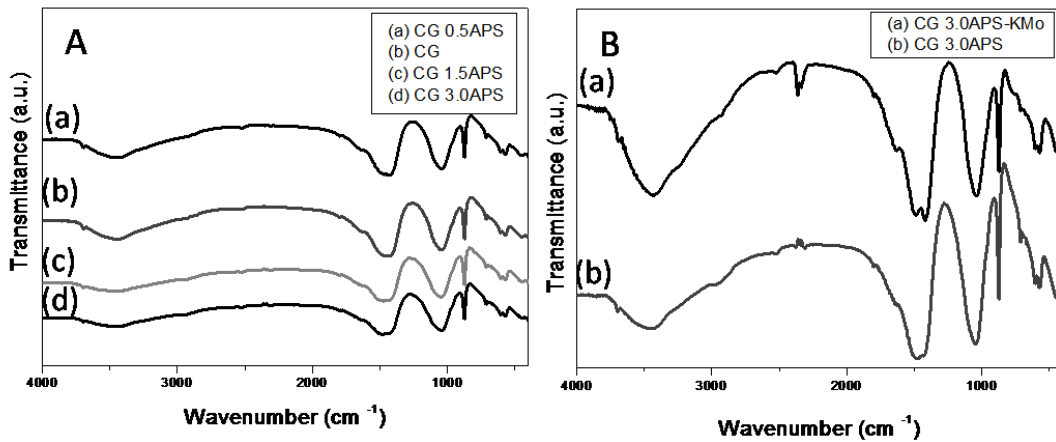 A
(a) CG 0.5APS
(b) CG
(c) CG 1.5APS
(d) CG 3.0APS
Transmittance (a.u.)
(a)
(b)
(c)
(d)
4000 3000 2000 1000
Wavenumber (cm -1)
B
(a) CG 3.0APS-KMo
(b) CG 3.0APS
Transmittance (a.u.)
(a)
(b)
4000 3000 2000 1000
Wavenumber (cm -1)